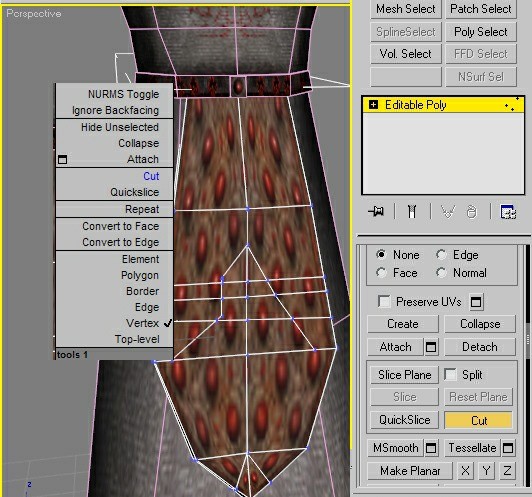 Perspective
NURMS Toggle
Ignore Backfacing
Hide Unselected
Collapse
Attach
Cut
Quickslice
Repeat
Convert to Face
Convert to Edge
Element
Polygon
Border
Edge
Vertex
Top-level
tools 1
z
Mesh Select Patch Select
SplineSelect Poly Select
Vol. Select FFD Select
NSurf Sel
Editable Poly
None Edge
Face Normal
Preserve UVs
Create Collapse
Attach Detach
Slice Plane Split
Slice Reset Plane
QuickSlice Cut
MSmooth Tessellate
Make Planar X Y Z